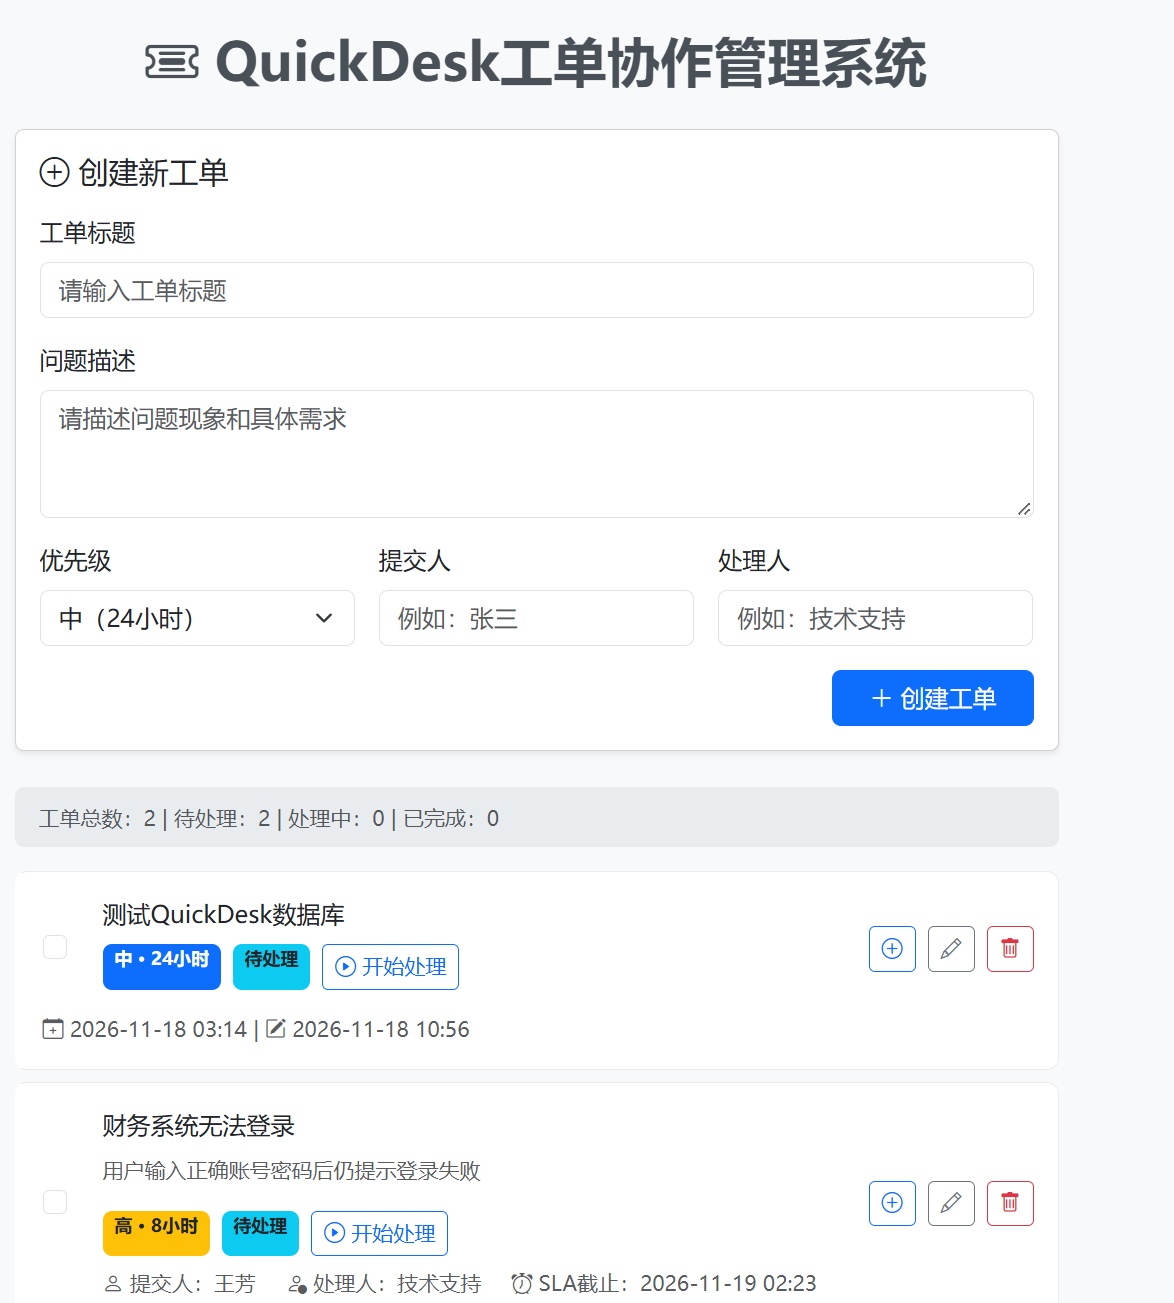 QuickDesk工单协作管理系统
创建新工单
工单标题
请输入工单标题
问题描述
请描述问题现象和具体需求
优先级 提交人 处理人
中（24小时） 例如：张三 例如：技术支持
创建工单
工单总数：2 | 待处理：2 | 处理中：0 | 已完成：0
测试QuickDesk数据库
中·24小时 待处理 开始处理
2026-11-18 03:14 | 2026-11-18 10:56
财务系统无法登录
用户输入正确账号密码后仍提示登录失败
高·8小时 待处理 开始处理
提交人：王芳 处理人：技术支持 SLA截止：2026-11-19 02:23